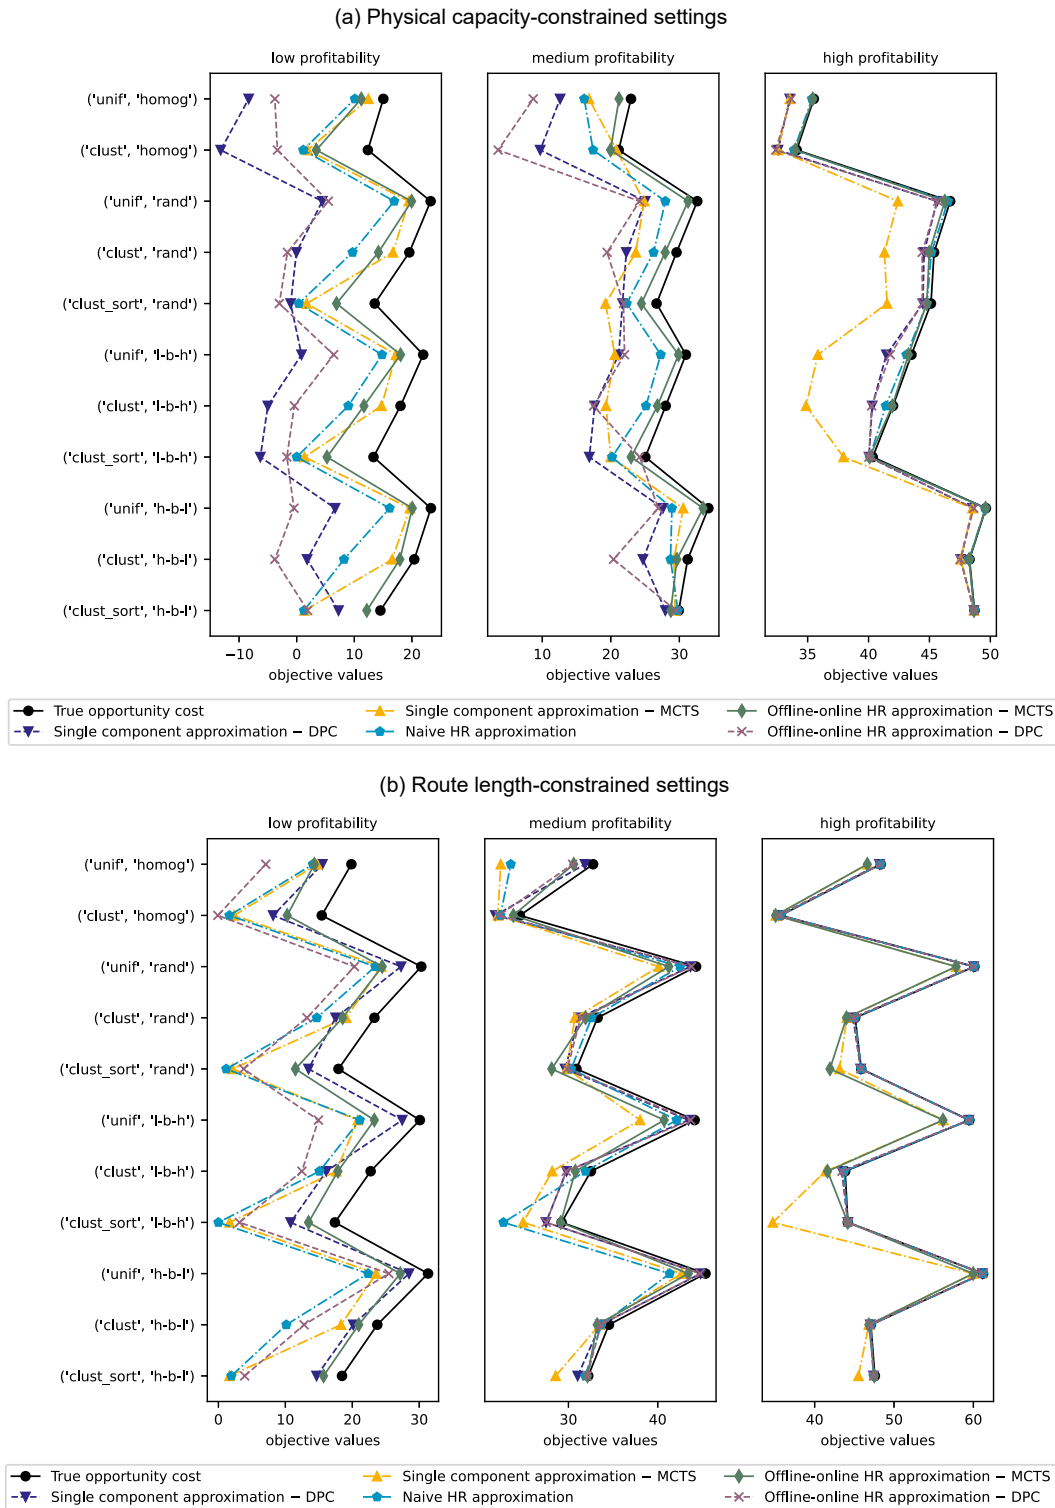 (a) Physical capacity-constrained settings
low profitability
medium profitability
high profitability
('unif', 'homog')
('clust', 'homog')
('unif', 'rand')
('clust', 'rand')
('clust_sort', 'rand')
('unif', 'l-b-h')
('clust', 'l-b-h')
('clust_sort', 'l-b-h')
('unif', 'h-b-l')
('clust', 'h-b-l')
('clust_sort', 'h-b-l')
−10 0 10 20
10 20 30
35 40 45 50
objective values
objective values
objective values
True opportunity cost
Single component approximation − DPC
Single component approximation − MCTS
Naive HR approximation
Offline-online HR approximation − MCTS
Offline-online HR approximation − DPC
(b) Route length-constrained settings
low profitability
medium profitability
high profitability
('unif', 'homog')
('clust', 'homog')
('unif', 'rand')
('clust', 'rand')
('clust_sort', 'rand')
('unif', 'l-b-h')
('clust', 'l-b-h')
('clust_sort', 'l-b-h')
('unif', 'h-b-l')
('clust', 'h-b-l')
('clust_sort', 'h-b-l')
0 10 20 30
30 40
40 50 60
objective values
objective values
objective values
True opportunity cost
Single component approximation − DPC
Single component approximation − MCTS
Naive HR approximation
Offline-online HR approximation − MCTS
Offline-online HR approximation − DPC